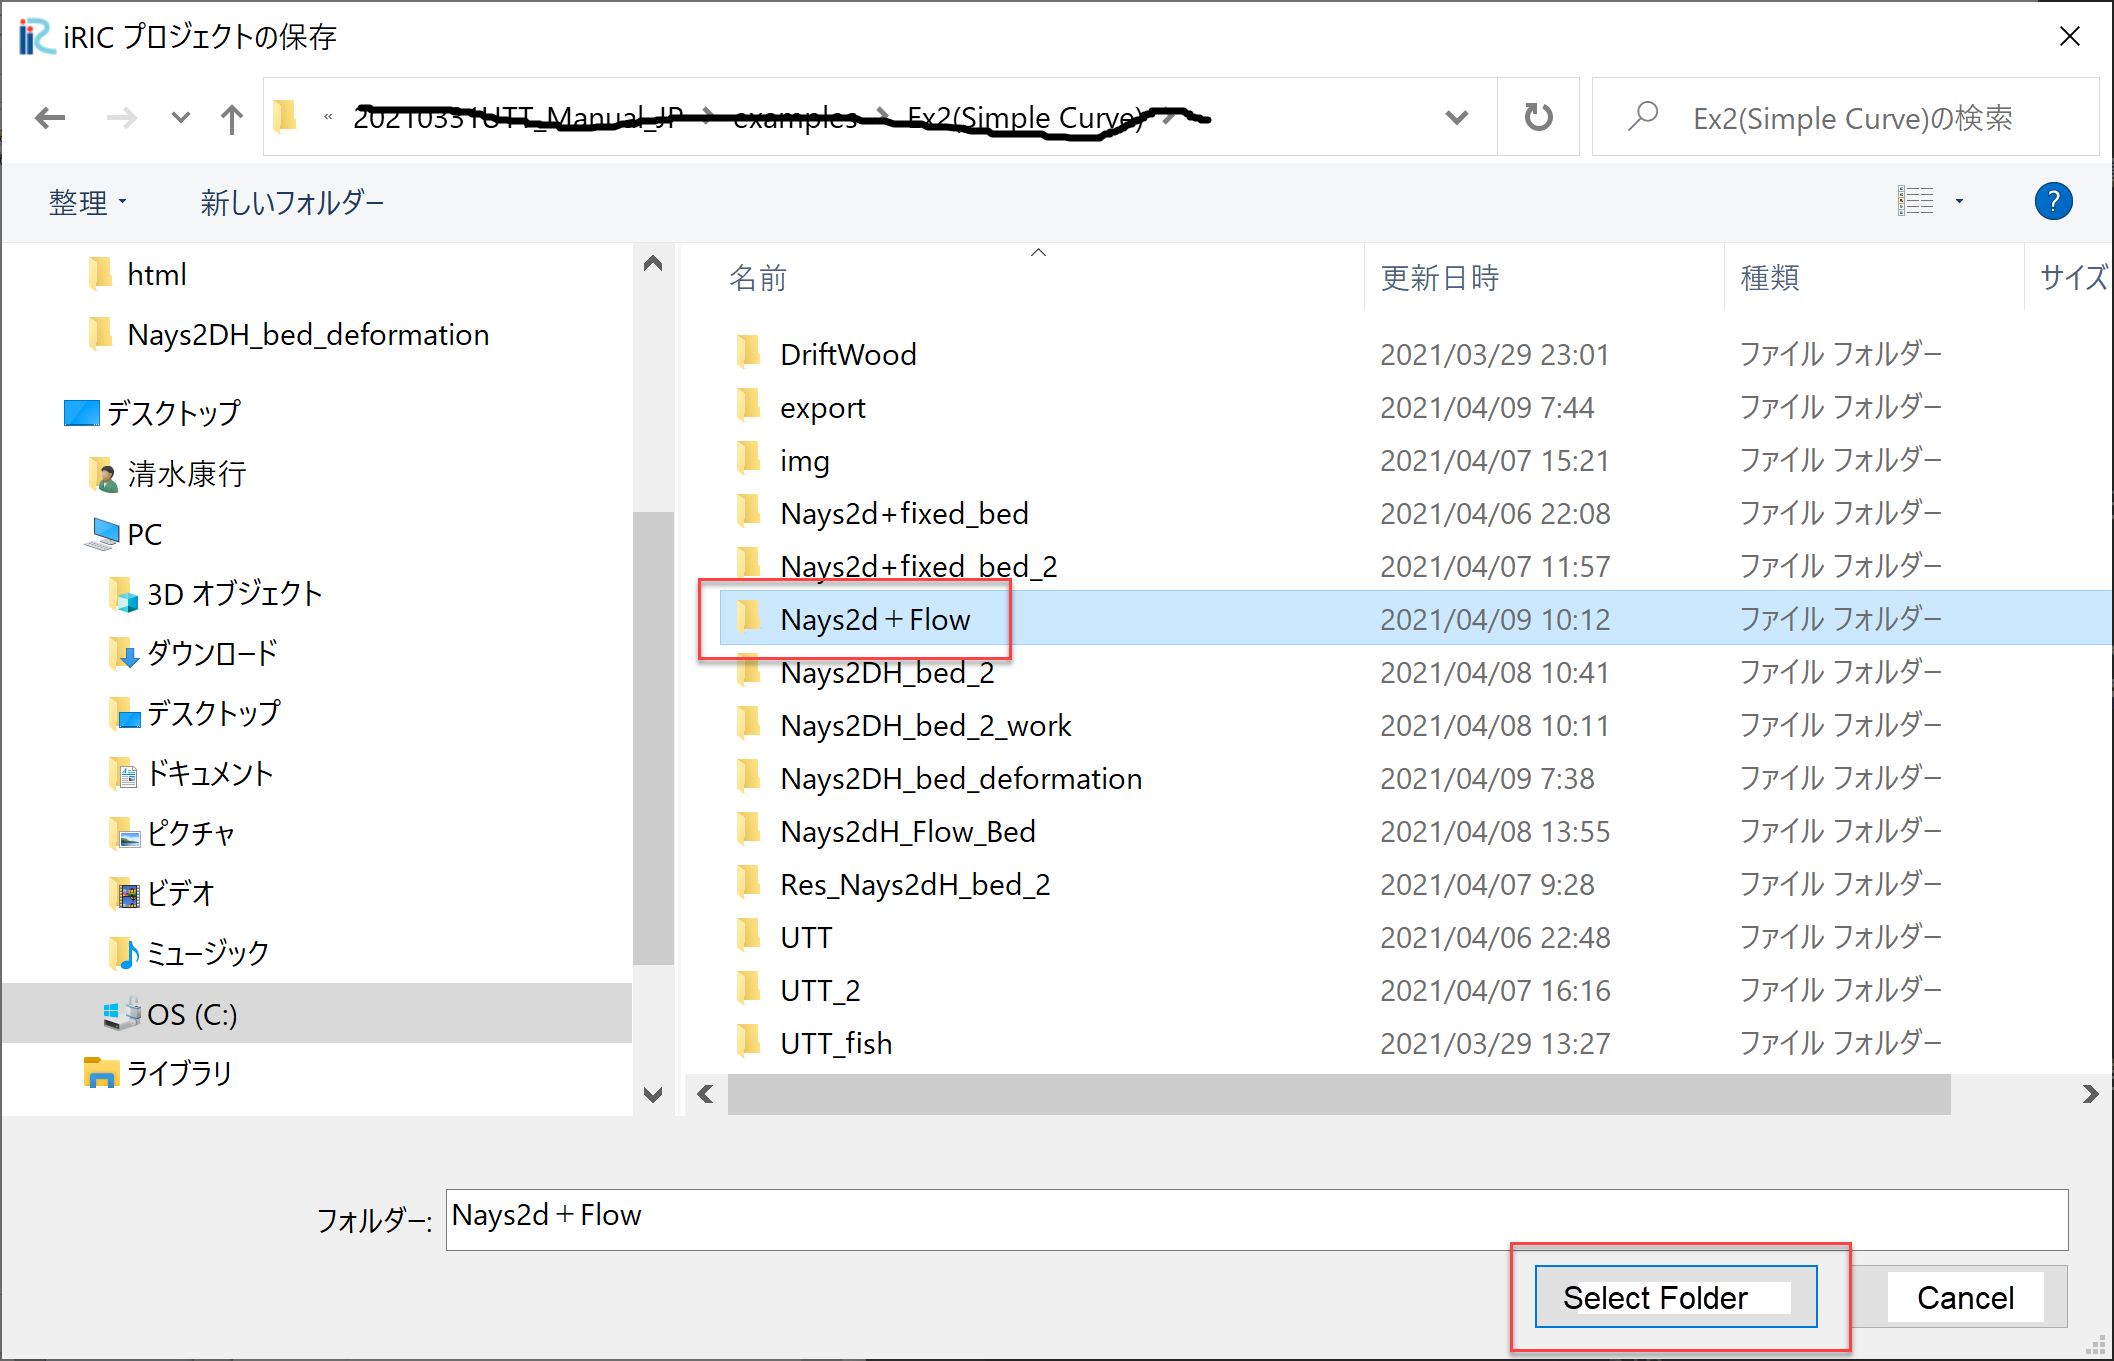 iRIC プロジェクトの保存
« 20210331UTT_Manual_JP examples Ex2(Simple Curve)
Ex2(Simple Curve)の検索
整理 新しいフォルダー
?
html
Nays2DH_bed_deformation
デスクトップ
清水康行
PC
3D オブジェクト
ダウンロード
デスクトップ
ドキュメント
ピクチャ
ビデオ
ミュージック
OS (C:)
ライブラリ
名前 更新日時 種類 サイズ
DriftWood 2021/03/29 23:01 ファイル フォルダー
export 2021/04/09 7:44 ファイル フォルダー
img 2021/04/07 15:21 ファイル フォルダー
Nays2d+fixed_bed 2021/04/06 22:08 ファイル フォルダー
Nays2d+fixed_bed_2 2021/04/07 11:57 ファイル フォルダー
Nays2d＋Flow 2021/04/09 10:12 ファイル フォルダー
Nays2DH_bed_2 2021/04/08 10:41 ファイル フォルダー
Nays2DH_bed_2_work 2021/04/08 10:11 ファイル フォルダー
Nays2DH_bed_deformation 2021/04/09 7:38 ファイル フォルダー
Nays2dH_Flow_Bed 2021/04/08 13:55 ファイル フォルダー
Res_Nays2dH_bed_2 2021/04/07 9:28 ファイル フォルダー
UTT 2021/04/06 22:48 ファイル フォルダー
UTT_2 2021/04/07 16:16 ファイル フォルダー
UTT_fish 2021/03/29 13:27 ファイル フォルダー
フォルダー: Nays2d＋Flow
Select Folder Cancel